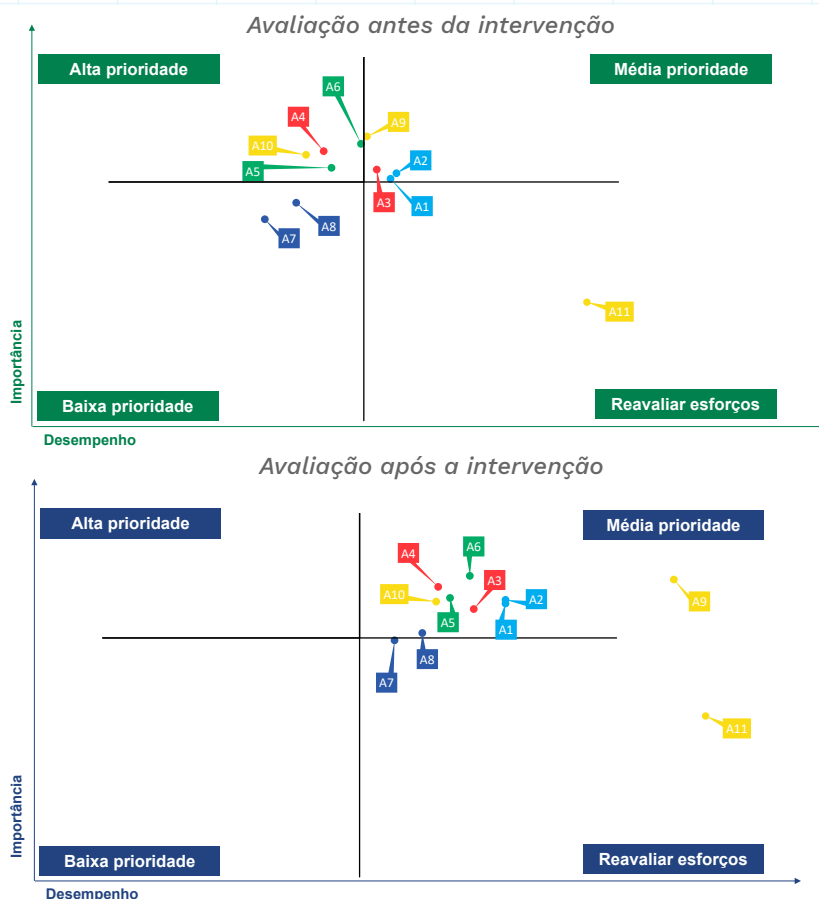 Avaliação antes da intervenção
Alta prioridade
Média prioridade
A6
A4
A9
A10
A2
A5
A3
A1
A8
A7
A11
Importância
Baixa prioridade
Reavaliar esforços
Desempenho
Avaliação após a intervenção
Alta prioridade
Média prioridade
A6
A4
A3
A10
A2
A9
A5
A1
A8
A7
A11
Importância
Baixa prioridade
Reavaliar esforços
Desempenho